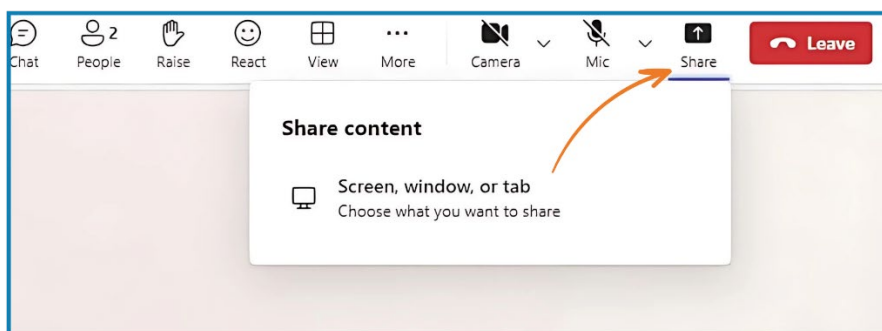 Chat People 2 Raise React View More Camera Mic Share Leave
Share content
Screen, window, or tab
Choose what you want to share